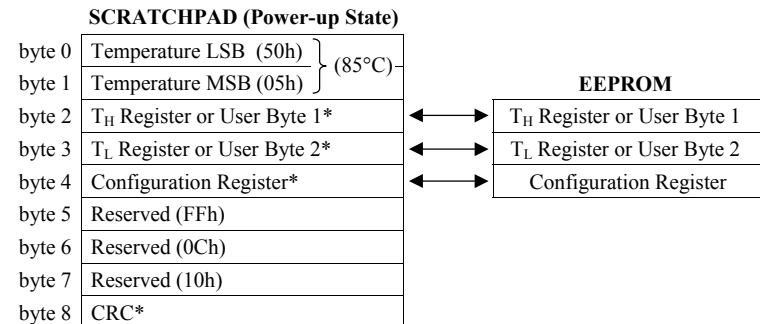 SCRATCHPAD (Power-up State)
byte 0 Temperature LSB (50h)
(85°C)
byte 1 Temperature MSB (05h)
EEPROM
byte 2 TH Register or User Byte 1* TH Register or User Byte 1
byte 3 TL Register or User Byte 2* TL Register or User Byte 2
byte 4 Configuration Register* Configuration Register
byte 5 Reserved (FFh)
byte 6 Reserved (0Ch)
byte 7 Reserved (10h)
byte 8 CRC*